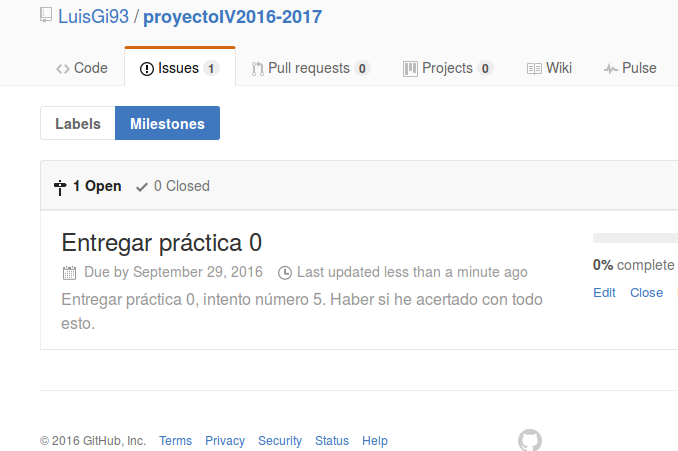 LuisGi93 / proyectoIV2016-2017
Code Issues 1 Pull requests 0 Projects 0 Wiki Pulse
Labels Milestones
1 Open 0 Closed
Entregar práctica 0
Due by September 29, 2016 Last updated less than a minute ago
0% complete
Entregar práctica 0, intento número 5. Haber si he acertado con todo
esto.
Edit Close
© 2016 GitHub, Inc. Terms Privacy Security Status Help